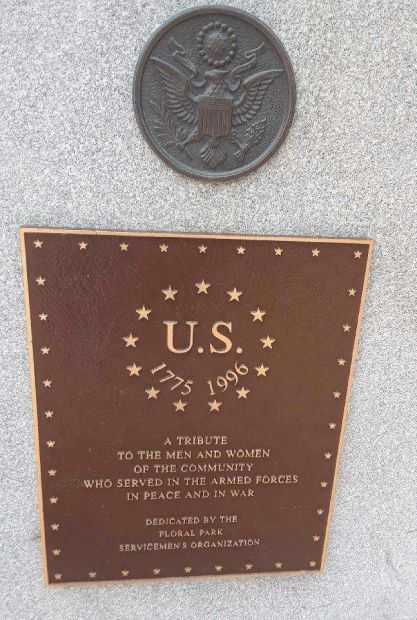 U.S.
1775 1996
A TRIBUTE
TO THE MEN AND WOMEN
OF THE COMMUNITY
WHO SERVED IN THE ARMED FORCES
IN PEACE AND IN WAR
DEDICATED BY THE
FLORAL PARK
SERVICEMEN'S ORGANIZATION